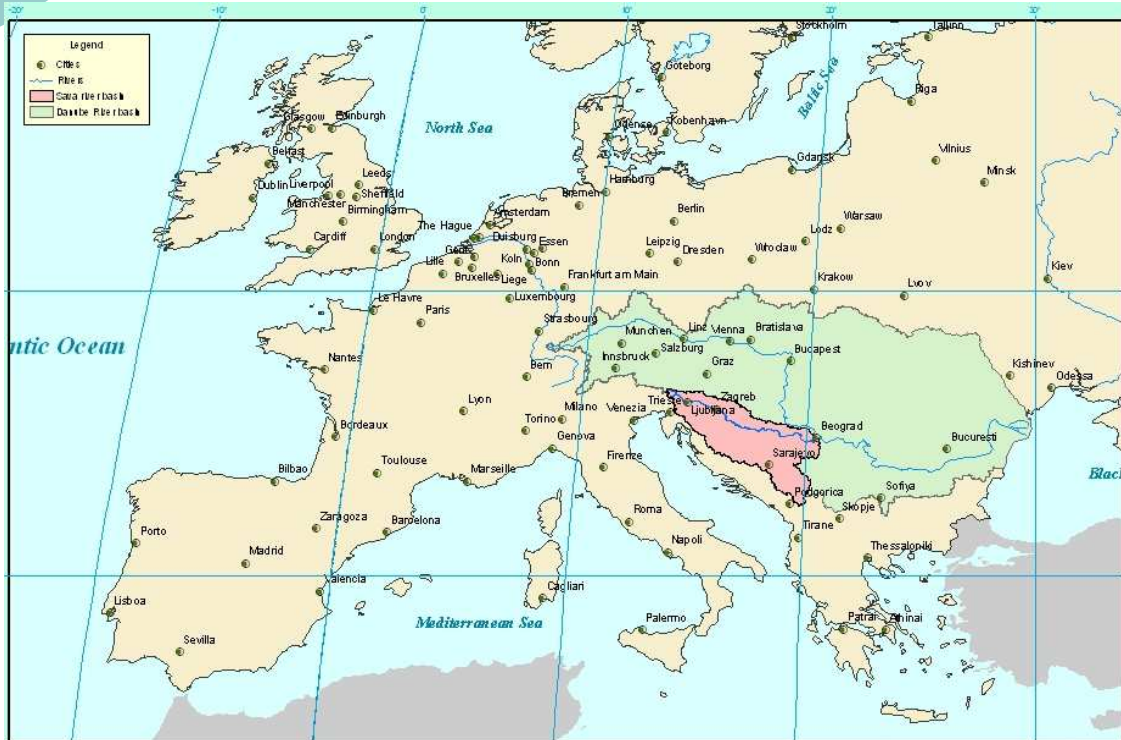 -20°
-10°
0°
10°
20°
30°
Legend
Cities
Rivers
Sava river basin
Danube River basin
Stockholm
Tallinn
Goteborg
Baltic Sea
Riga
Glasgow
Edinburgh
North Sea
Odense
Kobenhavn
Belfast
Gdansk
Vilnius
Minsk
Dublin
Liverpool
Leeds
Sheffield
Hamburg
Bremen
Manchester
Birmingham
Amsterdam
Berlin
The Hague
Warsaw
Cardiff
London
Duisburg
Essen
Leipzig
Lodz
Gent
Dresden
Wroclaw
Lille
Koln
Bonn
Kiev
Bruxelles
Liege
Frankfurt am Main
Krakow
Lvov
Le Havre
Luxembourg
Paris
Strasbourg
ntic Ocean
Munchen
Linz
Vienna
Bratislava
Nantes
Innsbruck
Salzburg
Budapest
Bern
Graz
Kishinev
Odessa
Lyon
Trieste
Zagreb
Milano
Venezia
Ljubljana
Torino
Bordeaux
Beograd
Genova
Bucuresti
Firenze
Sarajevo
Bilbao
Toulouse
Marseille
Black
Podgorica
Sofiya
Roma
Skopje
Porto
Zaragoza
Barcelona
Tirane
Madrid
Napoli
Thessaloniki
Valencia
Cagliari
Lisboa
Mediterranean Sea
Palermo
Patrai
Athinai
Sevilla